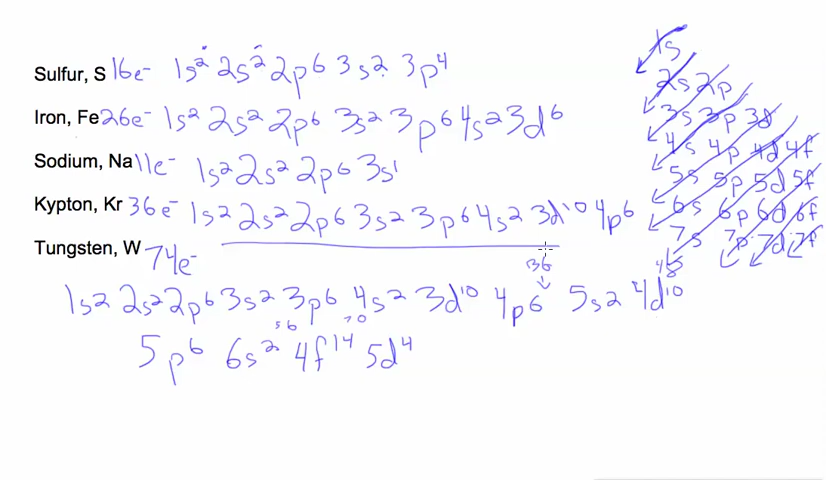 Sulfur, S 16e⁻ 1s² 2s² 2p⁶ 3s² 3p⁴
Iron, Fe 26e⁻ 1s² 2s² 2p⁶ 3s² 3p⁶ 4s² 3d⁶
Sodium, Na 11e⁻ 1s² 2s² 2p⁶ 3s¹
Kypton, Kr 36e⁻ 1s² 2s² 2p⁶ 3s² 3p⁶ 4s² 3d¹⁰ 4p⁶
Tungsten, W 74e⁻
36 48
1s² 2s² 2p⁶ 3s² 3p⁶ 4s² 3d¹⁰ 4p⁶ 5s² 4d¹⁰
56 70
5p⁶ 6s² 4f¹⁴ 5d⁴
1s
2s 2p
3s 3p 3d
4s 4p 4d 4f
5s 5p 5d 5f
6s 6p 6d 6f
7s 7p 7d 7f